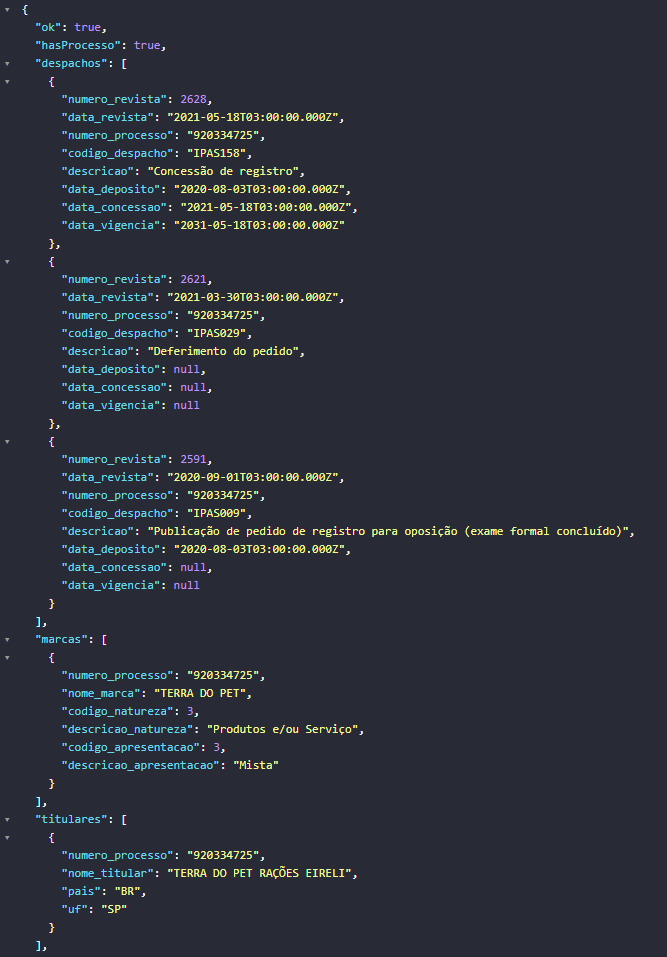 {
"ok": true,
"hasProcesso": true,
"despachos": [
{
"numero_revista": 2628,
"data_revista": "2021-05-18T03:00:00.000Z",
"numero_processo": "920334725",
"codigo_despacho": "IPAS158",
"descricao": "Concessão de registro",
"data_deposito": "2020-08-03T03:00:00.000Z",
"data_concessao": "2021-05-18T03:00:00.000Z",
"data_vigencia": "2031-05-18T03:00:00.000Z"
},
{
"numero_revista": 2621,
"data_revista": "2021-03-30T03:00:00.000Z",
"numero_processo": "920334725",
"codigo_despacho": "IPAS029",
"descricao": "Deferimento do pedido",
"data_deposito": null,
"data_concessao": null,
"data_vigencia": null
},
{
"numero_revista": 2591,
"data_revista": "2020-09-01T03:00:00.000Z",
"numero_processo": "920334725",
"codigo_despacho": "IPAS009",
"descricao": "Publicação de pedido de registro para oposição (exame formal concluído)",
"data_deposito": "2020-08-03T03:00:00.000Z",
"data_concessao": null,
"data_vigencia": null
}
],
"marcas": [
{
"numero_processo": "920334725",
"nome_marca": "TERRA DO PET",
"codigo_natureza": 3,
"descricao_natureza": "Produtos e/ou Serviço",
"codigo_apresentacao": 3,
"descricao_apresentacao": "Mista"
}
],
"titulares": [
{
"numero_processo": "920334725",
"nome_titular": "TERRA DO PET RAÇÕES EIRELI",
"pais": "BR",
"uf": "SP"
}
],